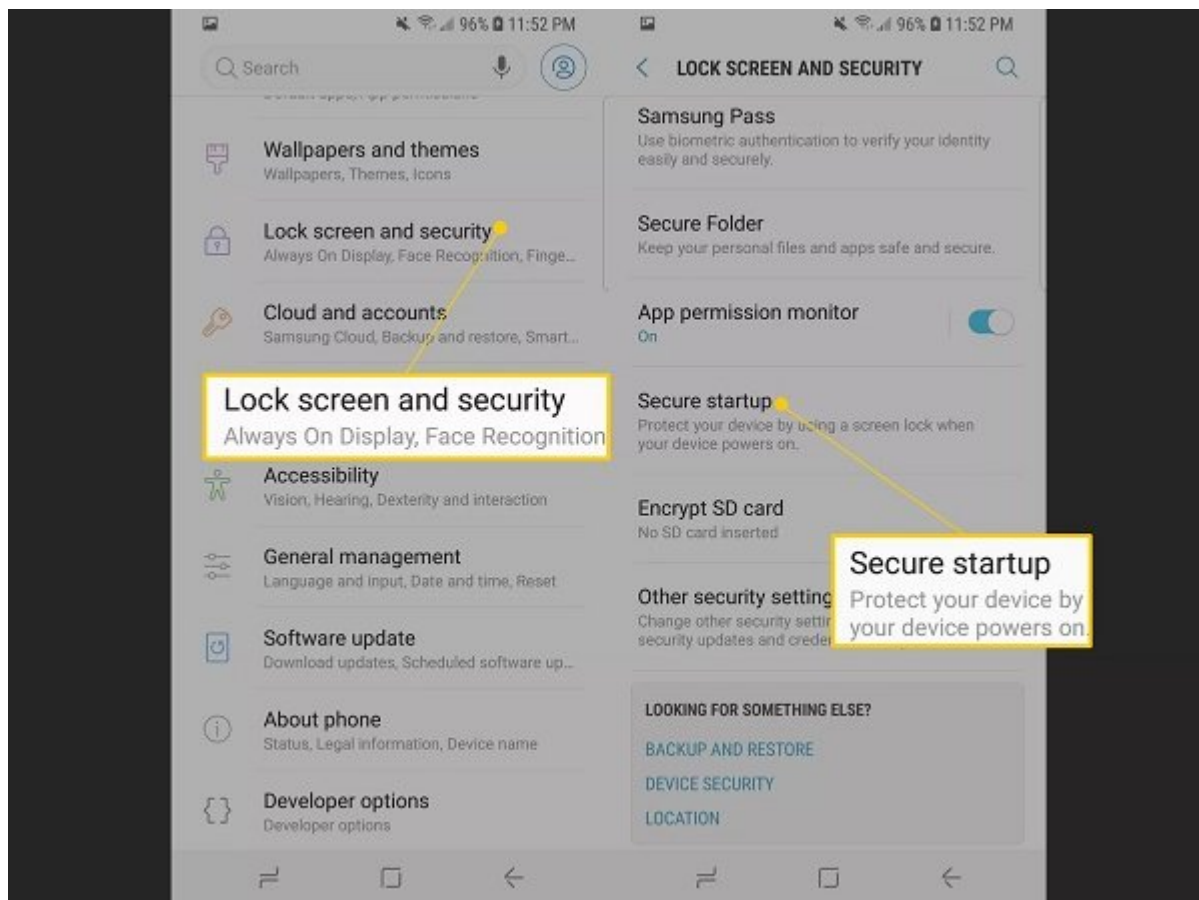 96% 11:52 PM
Search
Default apps, App permissions
Wallpapers and themes
Wallpapers, Themes, Icons
Lock screen and security
Always On Display, Face Recognition, Finge...
Cloud and accounts
Samsung Cloud, Backup and restore, Smart...
Lock screen and security
Always On Display, Face Recognition
Accessibility
Vision, Hearing, Dexterity and interaction
General management
Language and input, Date and time, Reset
Software update
Download updates, Scheduled software up...
About phone
Status, Legal information, Device name
Developer options
Developer options
96% 11:52 PM
LOCK SCREEN AND SECURITY
Samsung Pass
Use biometric authentication to verify your identity
easily and securely.
Secure Folder
Keep your personal files and apps safe and secure.
App permission monitor
On
Secure startup
Protect your device by using a screen lock when
your device powers on.
Encrypt SD card
No SD card inserted
Secure startup
Protect your device by
your device powers on.
Other security setting
Change other security
security updates and
LOOKING FOR SOMETHING ELSE?
BACKUP AND RESTORE
DEVICE SECURITY
LOCATION